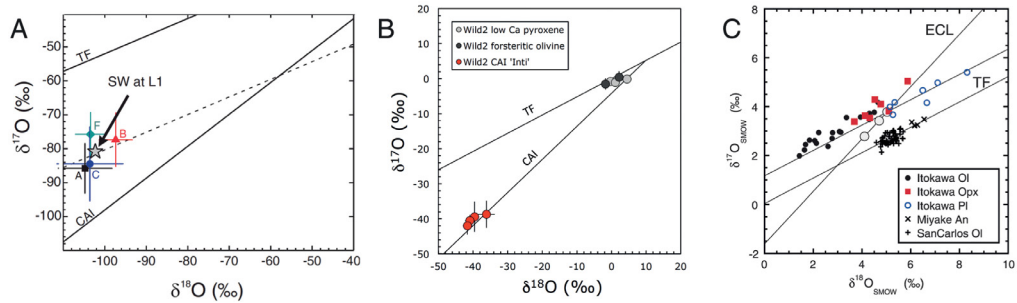 A
δ17O (‰)
-50
-60
-70
-80
-90
-100
-110
TF
SW at L1
F
B
A
C
CAI
-100
-90
-80
-70
-60
-50
-40
δ18O (‰)
B
δ17O (‰)
20
10
0
-10
-20
-30
-40
-50
Wild2 low Ca pyroxene
Wild2 forsteritic olivine
Wild2 CAI 'Inti'
TF
CAI
-50
-40
-30
-20
-10
0
10
20
δ18O (‰)
C
δ17OSMOW (‰)
8
6
4
2
0
-2
ECL
TF
Itokawa Ol
Itokawa Opx
Itokawa Pl
Miyake An
SanCarlos Ol
0
2
4
6
8
10
δ18OSMOW (‰)